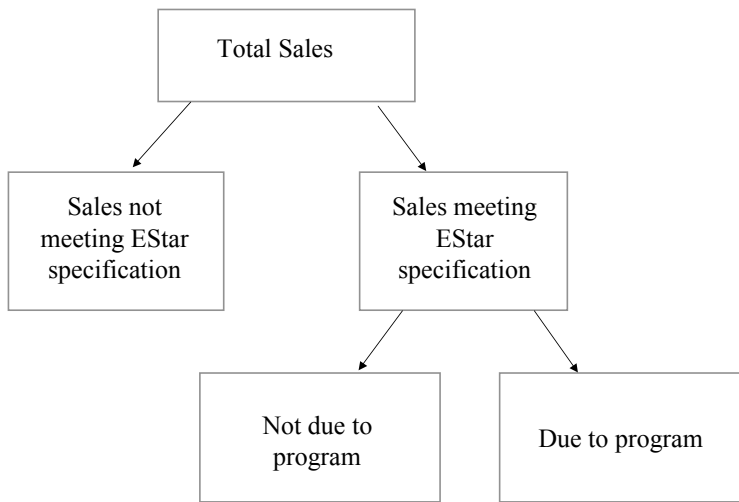 Total Sales
Sales not
meeting EStar
specification
Sales meeting
EStar
specification
Not due to
program
Due to program